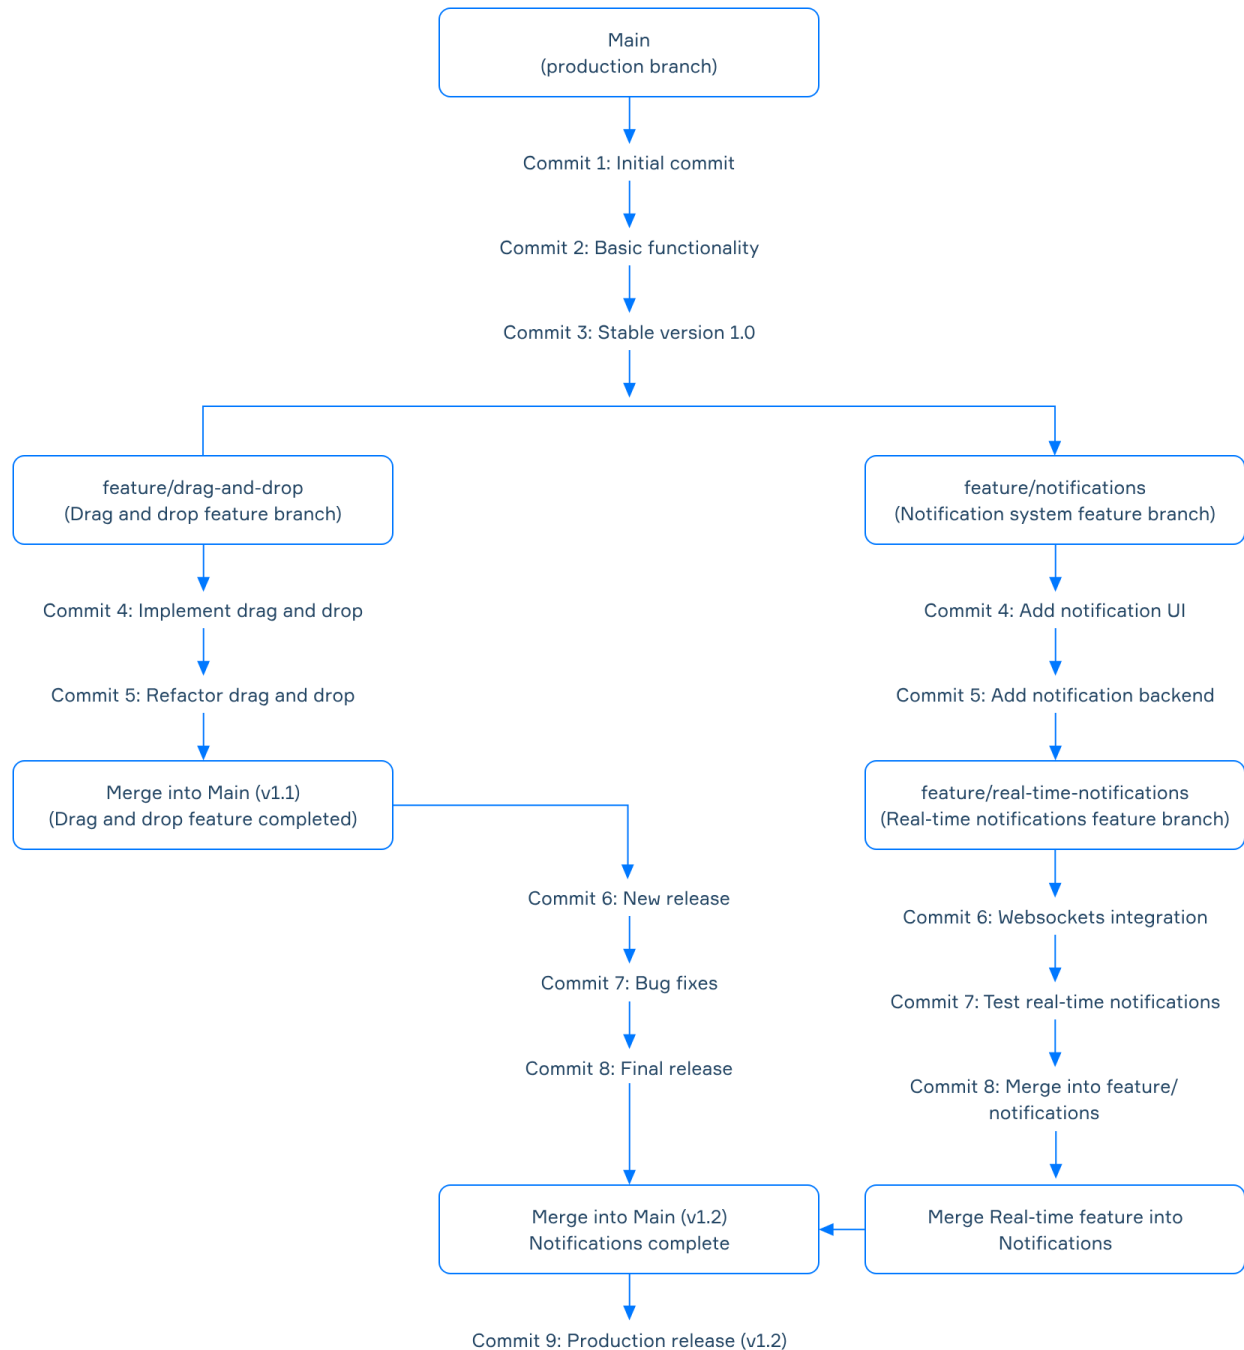 Main
(production branch)
Commit 1: Initial commit
Commit 2: Basic functionality
Commit 3: Stable version 1.0
feature/drag-and-drop
(Drag and drop feature branch)
Commit 4: Implement drag and drop
Commit 5: Refactor drag and drop
Merge into Main (v1.1)
(Drag and drop feature completed)
feature/notifications
(Notification system feature branch)
Commit 4: Add notification UI
Commit 5: Add notification backend
feature/real-time-notifications
(Real-time notifications feature branch)
Commit 6: New release
Commit 7: Bug fixes
Commit 8: Final release
Commit 6: Websockets integration
Commit 7: Test real-time notifications
Commit 8: Merge into feature/
notifications
Merge Real-time feature into
Notifications
Merge into Main (v1.2)
Notifications complete
Commit 9: Production release (v1.2)